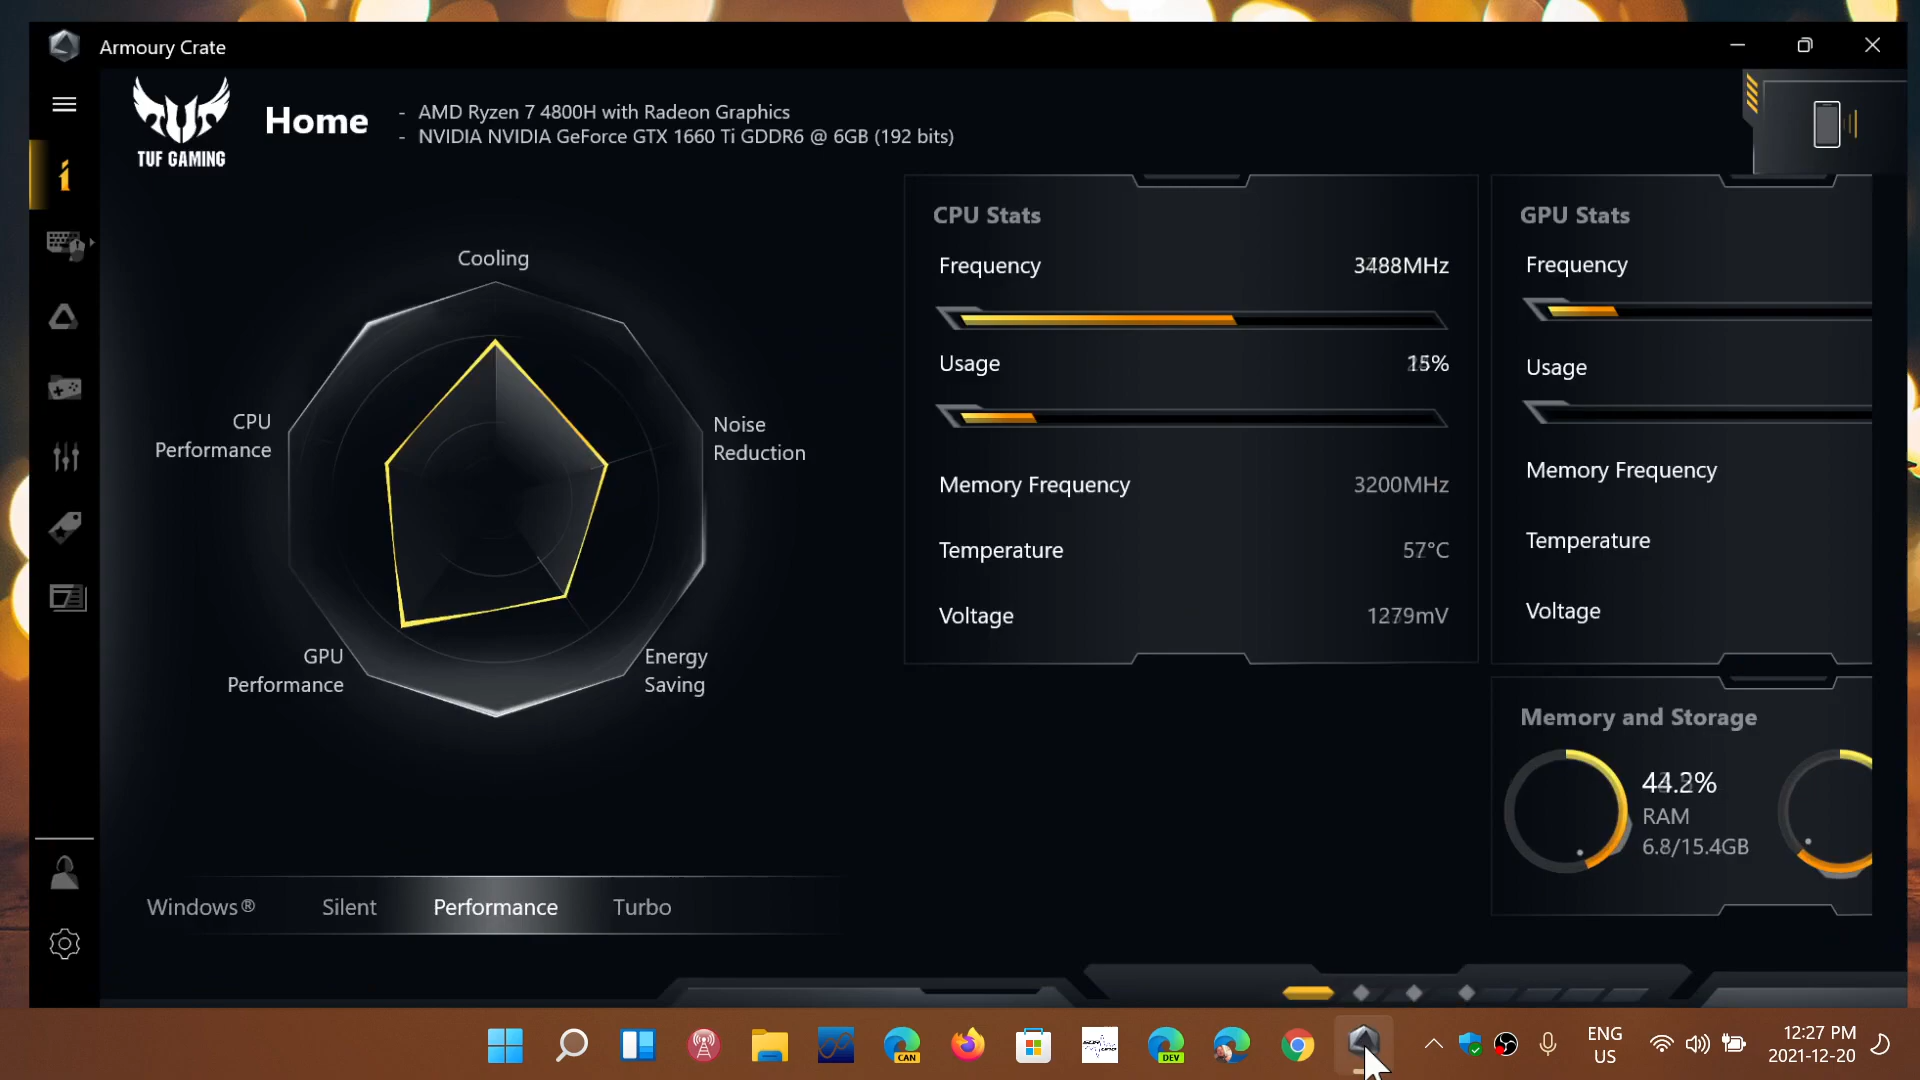 Armoury Crate
TUF GAMING
Home
- AMD Ryzen 7 4800H with Radeon Graphics
- NVIDIA NVIDIA GeForce GTX 1660 Ti GDDR6 @ 6GB (192 bits)
Cooling
CPU
Performance
Noise
Reduction
GPU
Performance
Energy
Saving
CPU Stats
Frequency 3488MHz
Usage
Memory Frequency 3200MHz
Temperature 57°C
Voltage 1279mV
GPU Stats
Frequency
Usage
Memory Frequency
Temperature
Voltage
Memory and Storage
44.2%
RAM
6.8/15.4GB
Windows® Silent Performance Turbo
CAN
DEV
ENG
US
12:27 PM
2021-12-20